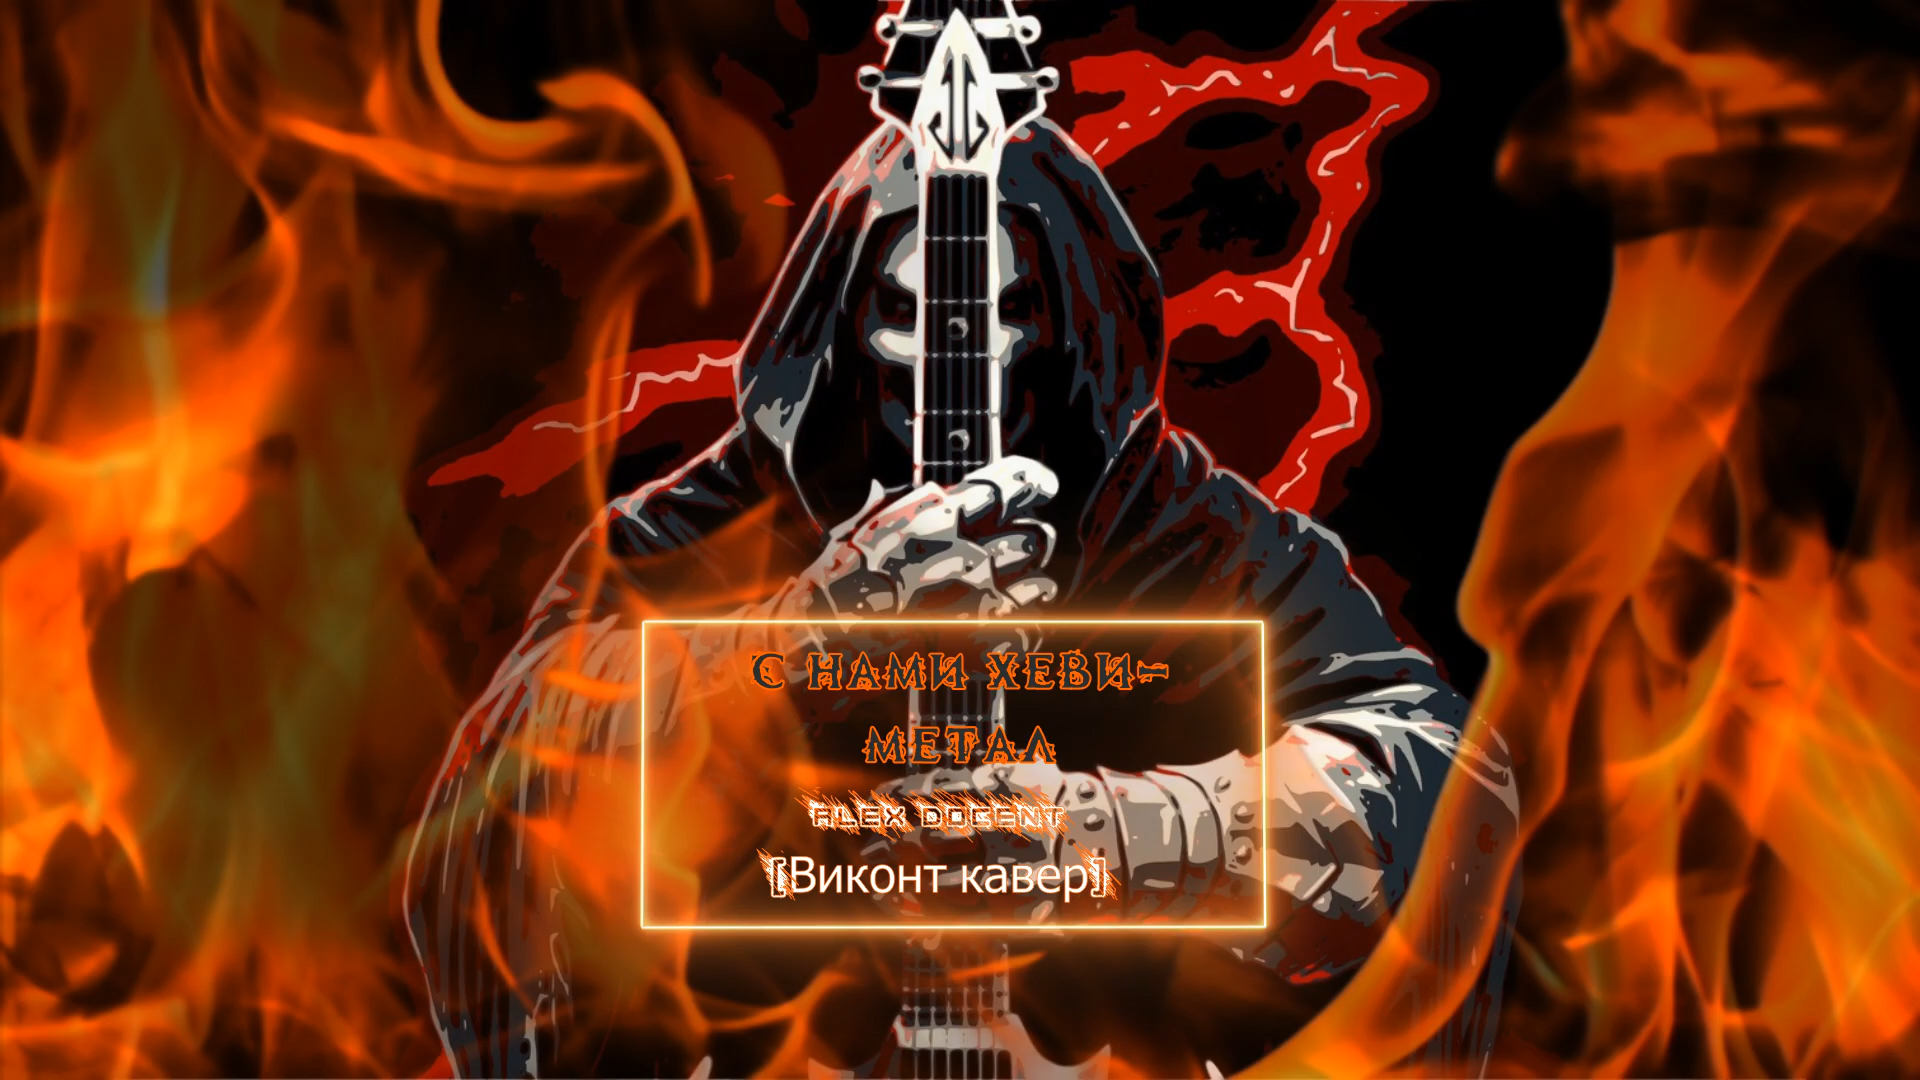 С НАМИ ХЕВИ-
МЕТАЛ
ALEX DOCENT
[Виконт кавер]